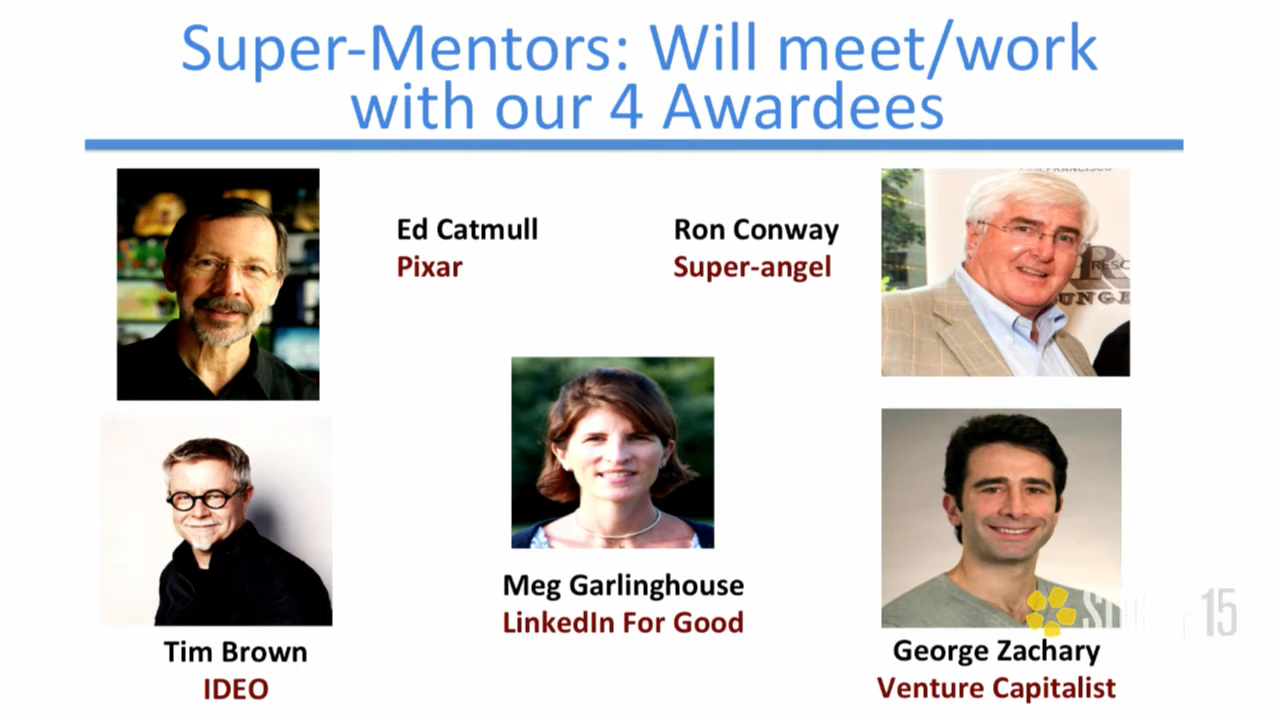 Super-Mentors: Will meet/work
with our 4 Awardees
Ed Catmull
Pixar
Ron Conway
Super-angel
Meg Garlinghouse
LinkedIn For Good
Tim Brown
IDEO
George Zachary
Venture Capitalist
15